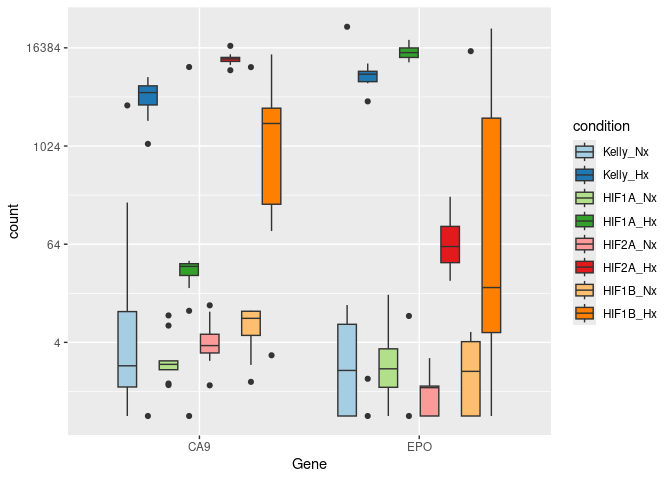 16384
1024
64
4
count
CA9
EPO
Gene
condition
Kelly_Nx
Kelly_Hx
HIF1A_Nx
HIF1A_Hx
HIF2A_Nx
HIF2A_Hx
HIF1B_Nx
HIF1B_Hx